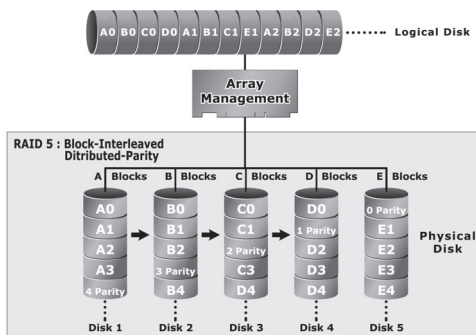 A0 B0 C0 D0 A1 B1 C1 E1 A2 B2 D2 E2 Logical Disk
Array
Management
RAID 5 : Block-Interleaved
Ditributed-Parity
A Blocks B Blocks C Blocks D Blocks E Blocks
A0 B0 C0 D0 0 Parity
A1 B1 C1 1 Parity E1
A2 B2 2 Parity D2 E2
A3 3 Parity C3 D3 E3
4 Parity B4 D4 D4 E4
Physical
Disk
Disk 1 Disk 2 Disk 3 Disk 4 Disk 5